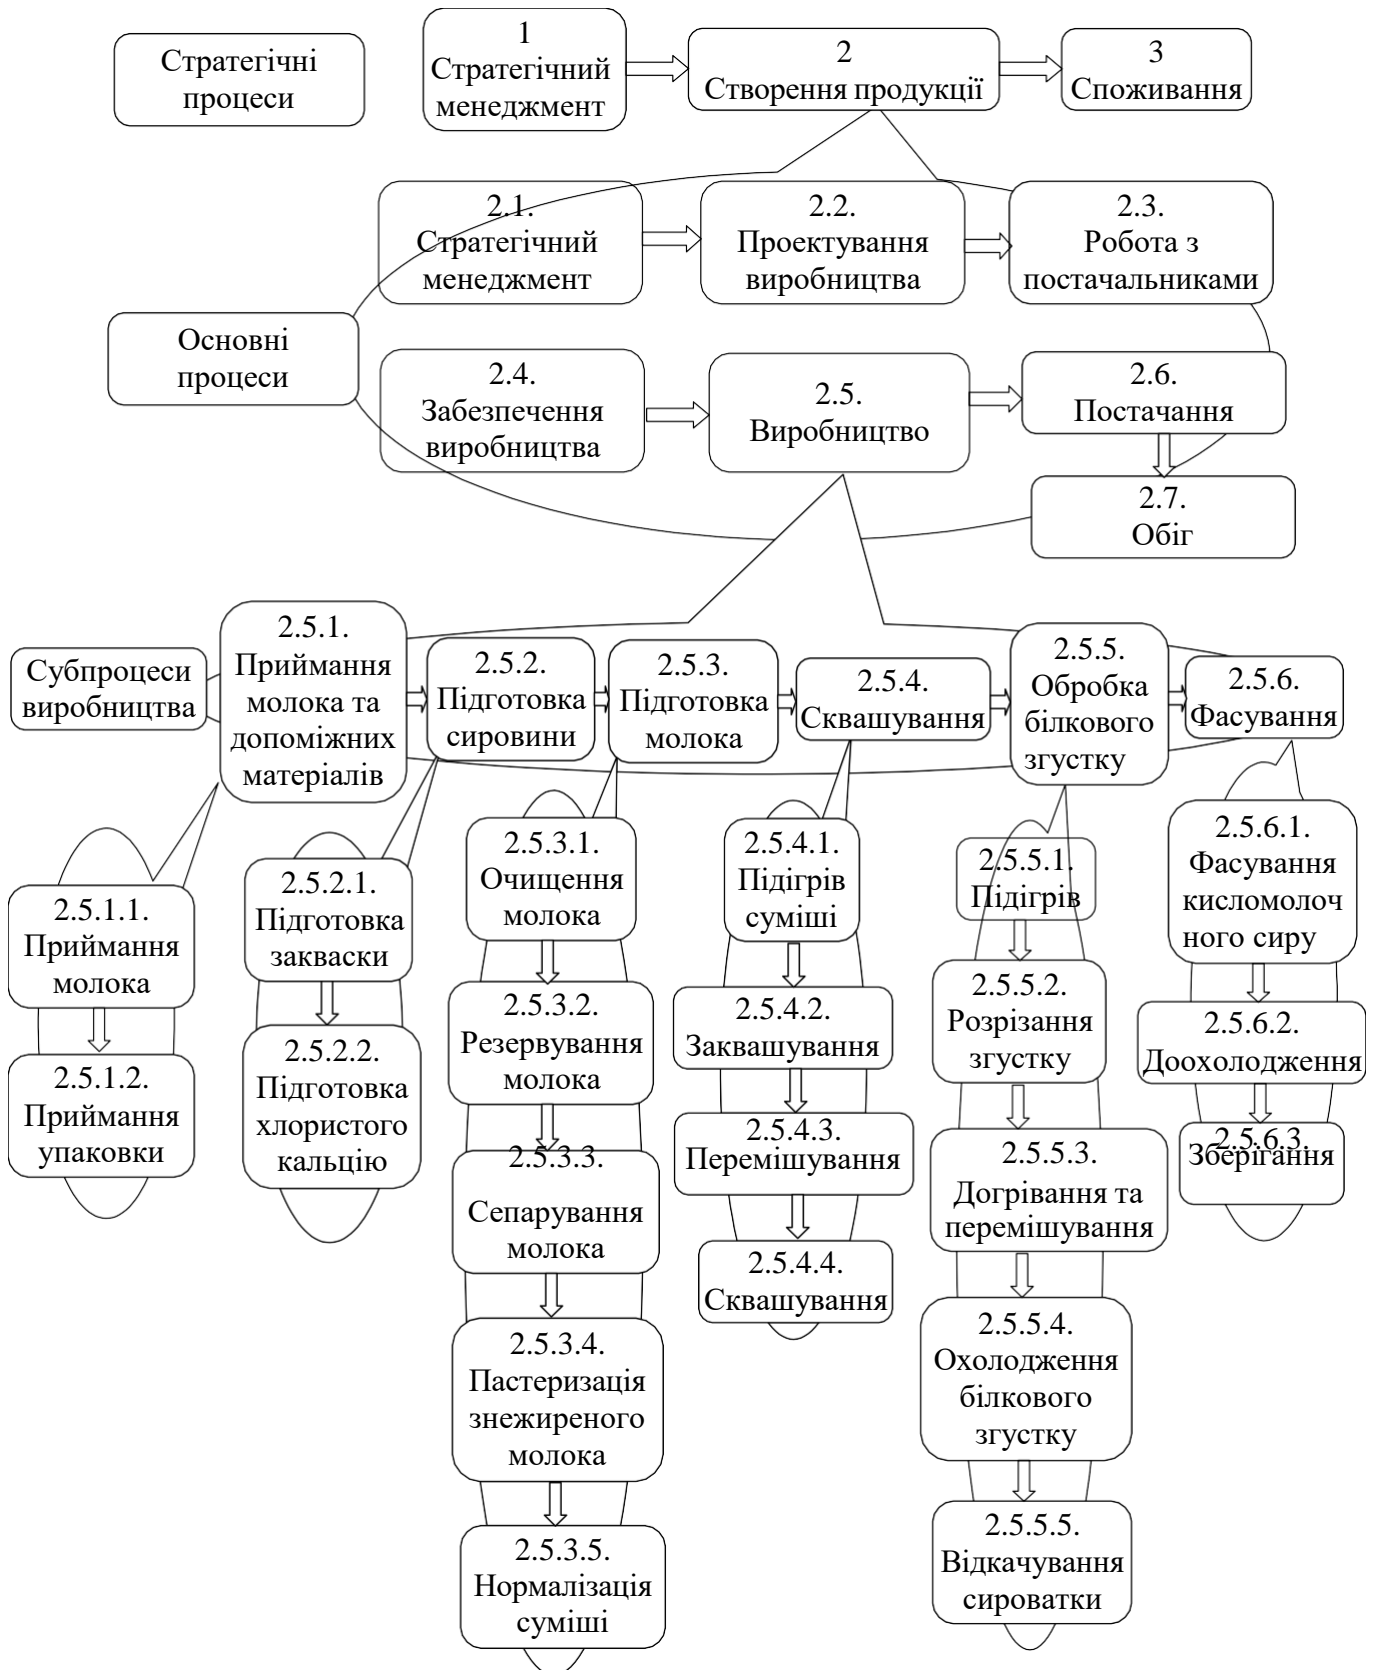 Стратегічні
процеси
1
Стратегічний
менеджмент
2
Створення продукції
3
Споживання
2.1.
Стратегічний
менеджмент
2.2.
Проектування
виробництва
2.3.
Робота з
постачальниками
Основні
процеси
2.4.
Забезпечення
виробництва
2.5.
Виробництво
2.6.
Постачання
2.7.
Обіг
Субпроцеси
виробництва
2.5.1.
Приймання
молока та
допоміжних
матеріалів
2.5.2.
Підготовка
сировини
2.5.3.
Підготовка
молока
2.5.4.
Сквашування
2.5.5.
Обробка
білкового
згустку
2.5.6.
Фасування
2.5.1.1.
Приймання
молока
2.5.1.2.
Приймання
упаковки
2.5.2.1.
Підготовка
закваски
2.5.2.2.
Підготовка
хлористого
кальцію
2.5.3.1.
Очищення
молока
2.5.3.2.
Резервування
молока
2.5.3.3.
Сепарування
молока
2.5.3.4.
Пастеризація
знежиреного
молока
2.5.3.5.
Нормалізація
суміші
2.5.4.1.
Підігрів
суміші
2.5.4.2.
Заквашування
2.5.4.3.
Перемішування
2.5.4.4.
Сквашування
2.5.5.1.
Підігрів
2.5.5.2.
Розрізання
згустку
2.5.5.3.
Догрівання та
перемішування
2.5.5.4.
Охолодження
білкового
згустку
2.5.5.5.
Відкачування
сироватки
2.5.6.1.
Фасування
кисломолоч
ного сиру
2.5.6.2.
Доохолодження
2.5.6.3.
Зберігання